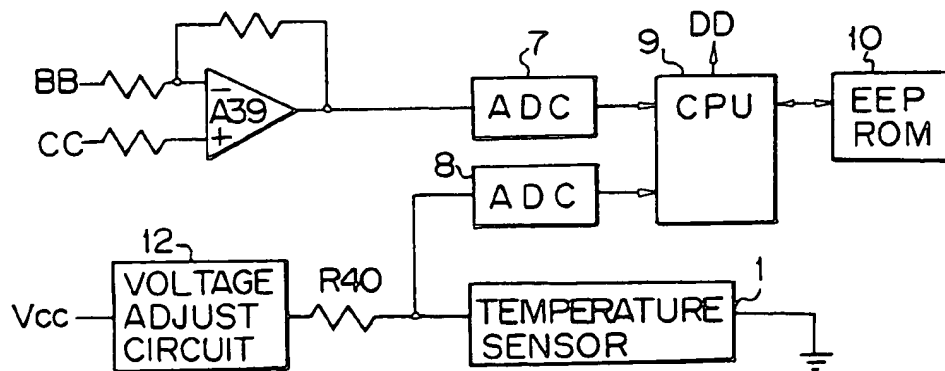 BB
CC
−
A39
+
7
ADC
8
ADC
9
DD
CPU
10
EEP
ROM
12
VOLTAGE
ADJUST
CIRCUIT
Vcc
R40
1
TEMPERATURE
SENSOR